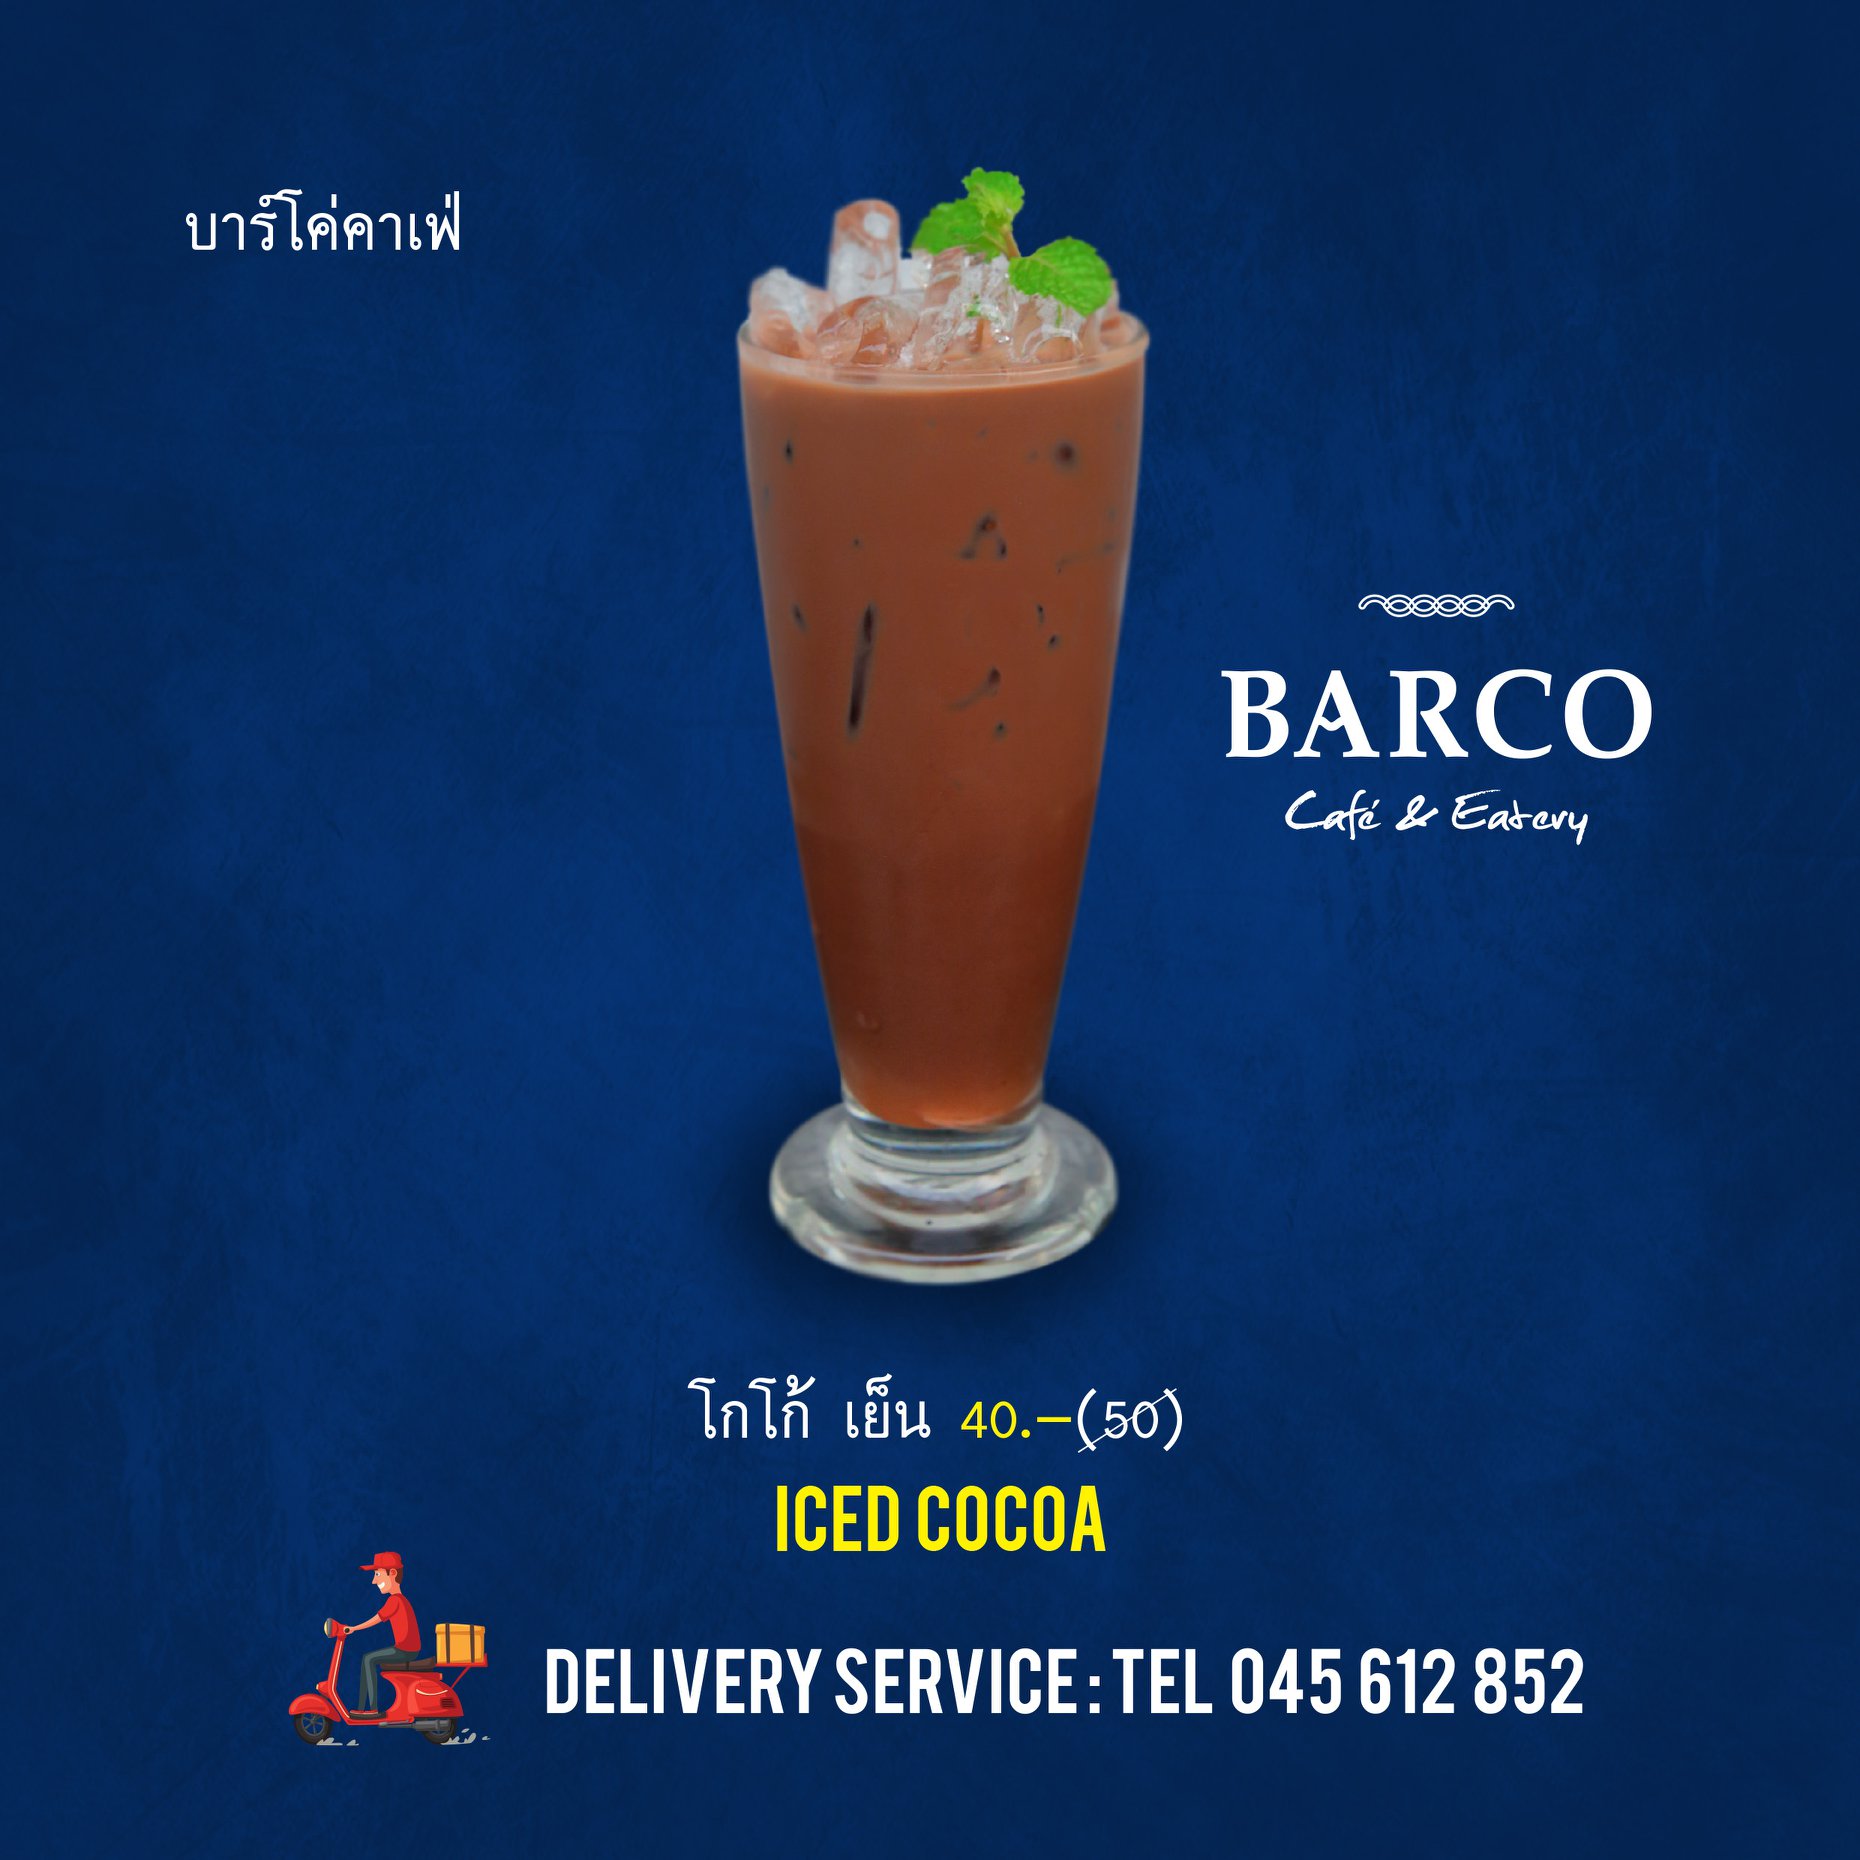 บาร์โค่คาเฟ่
BARCO
Café & Eatery
โกโก้ เย็น 40.–(50)
ICED COCOA
DELIVERY SERVICE : TEL 045 612 852